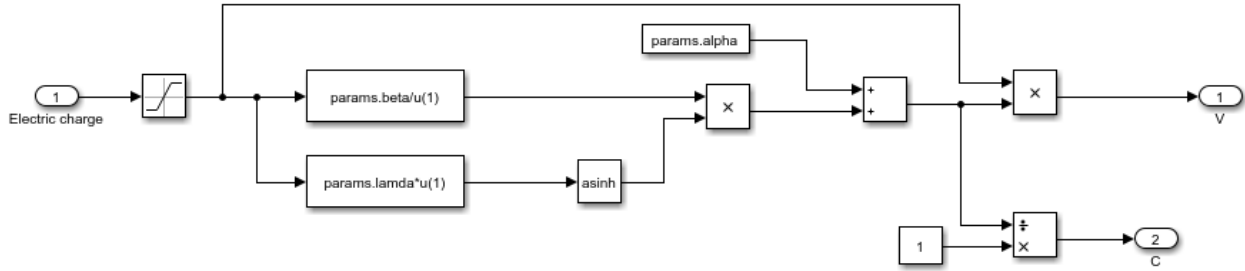 params.alpha
1
Electric charge
params.beta/u(1)
×
+
+
×
1
V
params.lamda*u(1)
asinh
1
÷
×
2
C